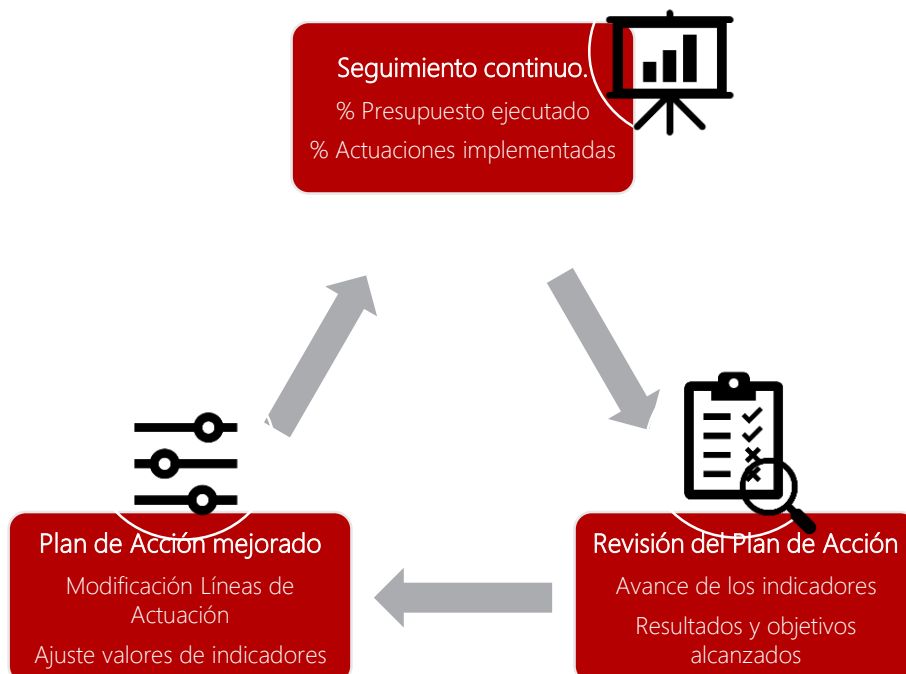 Seguimiento continuo.
% Presupuesto ejecutado
% Actuaciones implementadas
Plan de Acción mejorado
Modificación Líneas de
Actuación
Ajuste valores de indicadores
Revisión del Plan de Acción
Avance de los indicadores
Resultados y objetivos
alcanzados